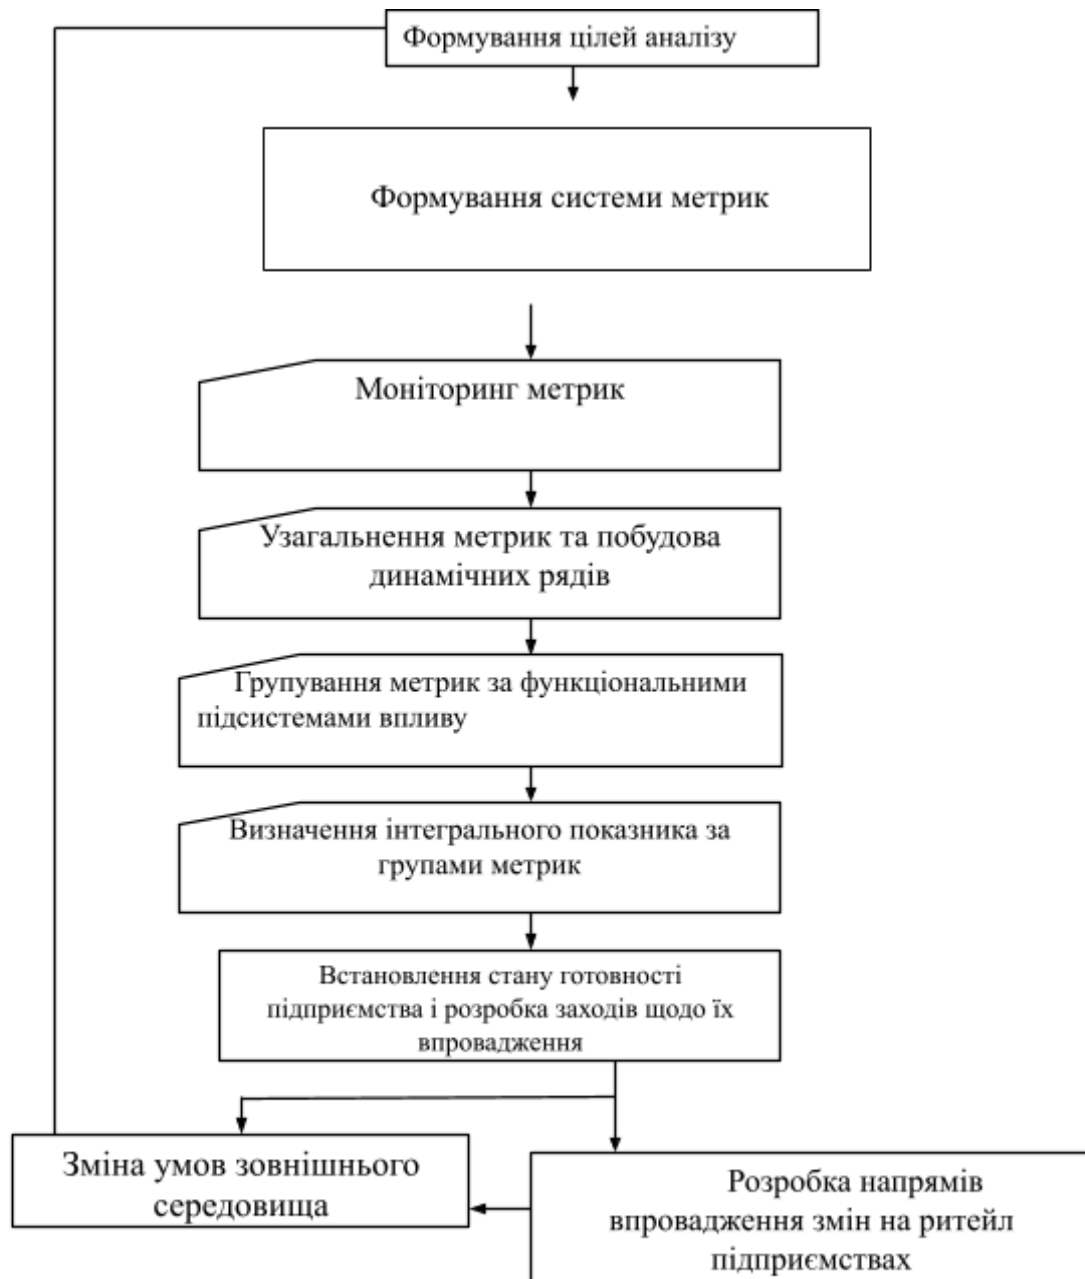 Формування цілей аналізу
Формування системи метрик
Моніторинг метрик
Узагальнення метрик та побудова
динамічних рядів
Групування метрик за функціональними
підсистемами впливу
Визначення інтегрального показника за
групами метрик
Встановлення стану готовності
підприємства і розробка заходів щодо їх
впровадження
Зміна умов зовнішнього
середовища
Розробка напрямів
впровадження змін на ритейл
підприємствах